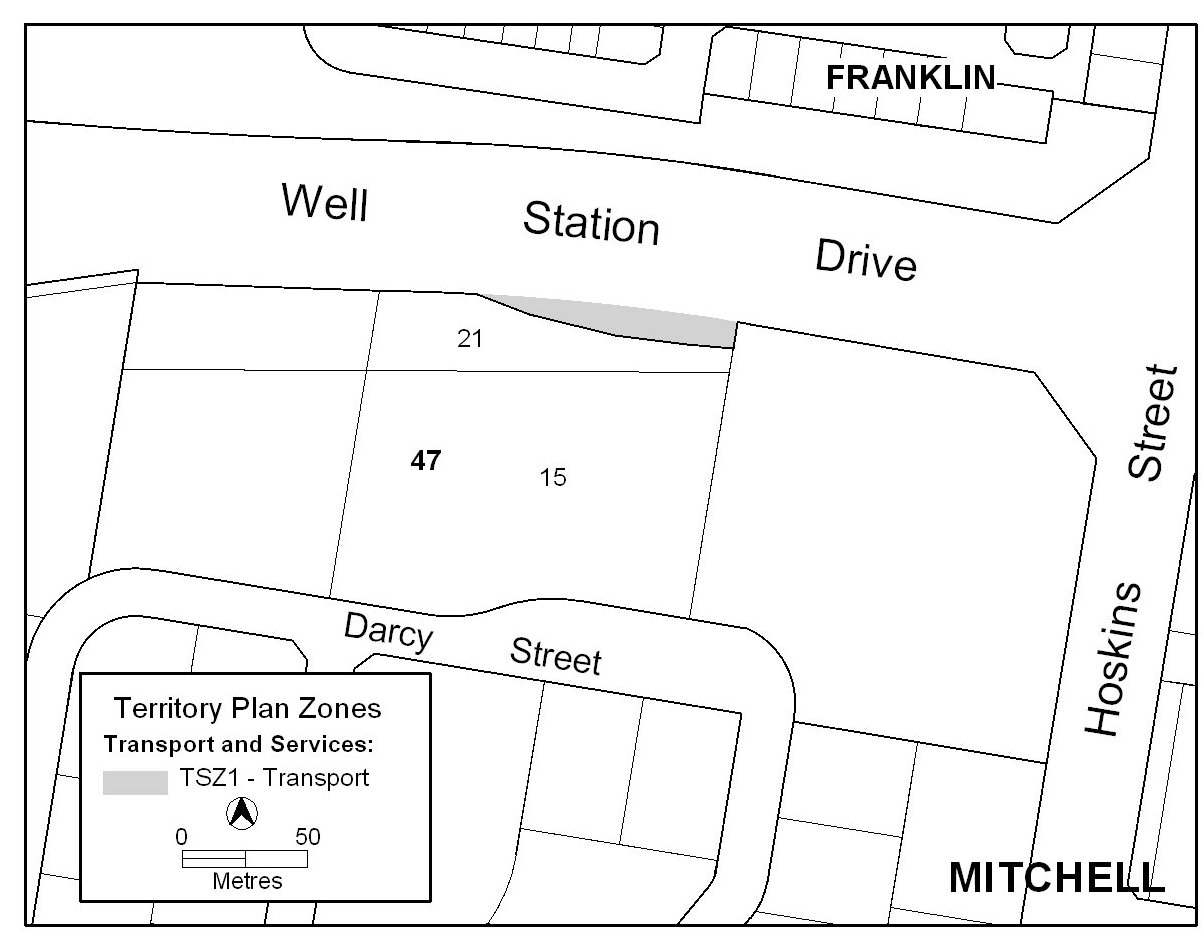 FRANKLIN
Well Station Drive
21
47
15
Hoskins Street
Darcy Street
Territory Plan Zones
Transport and Services:
TSZ1 - Transport
0 50
Metres
MITCHELL